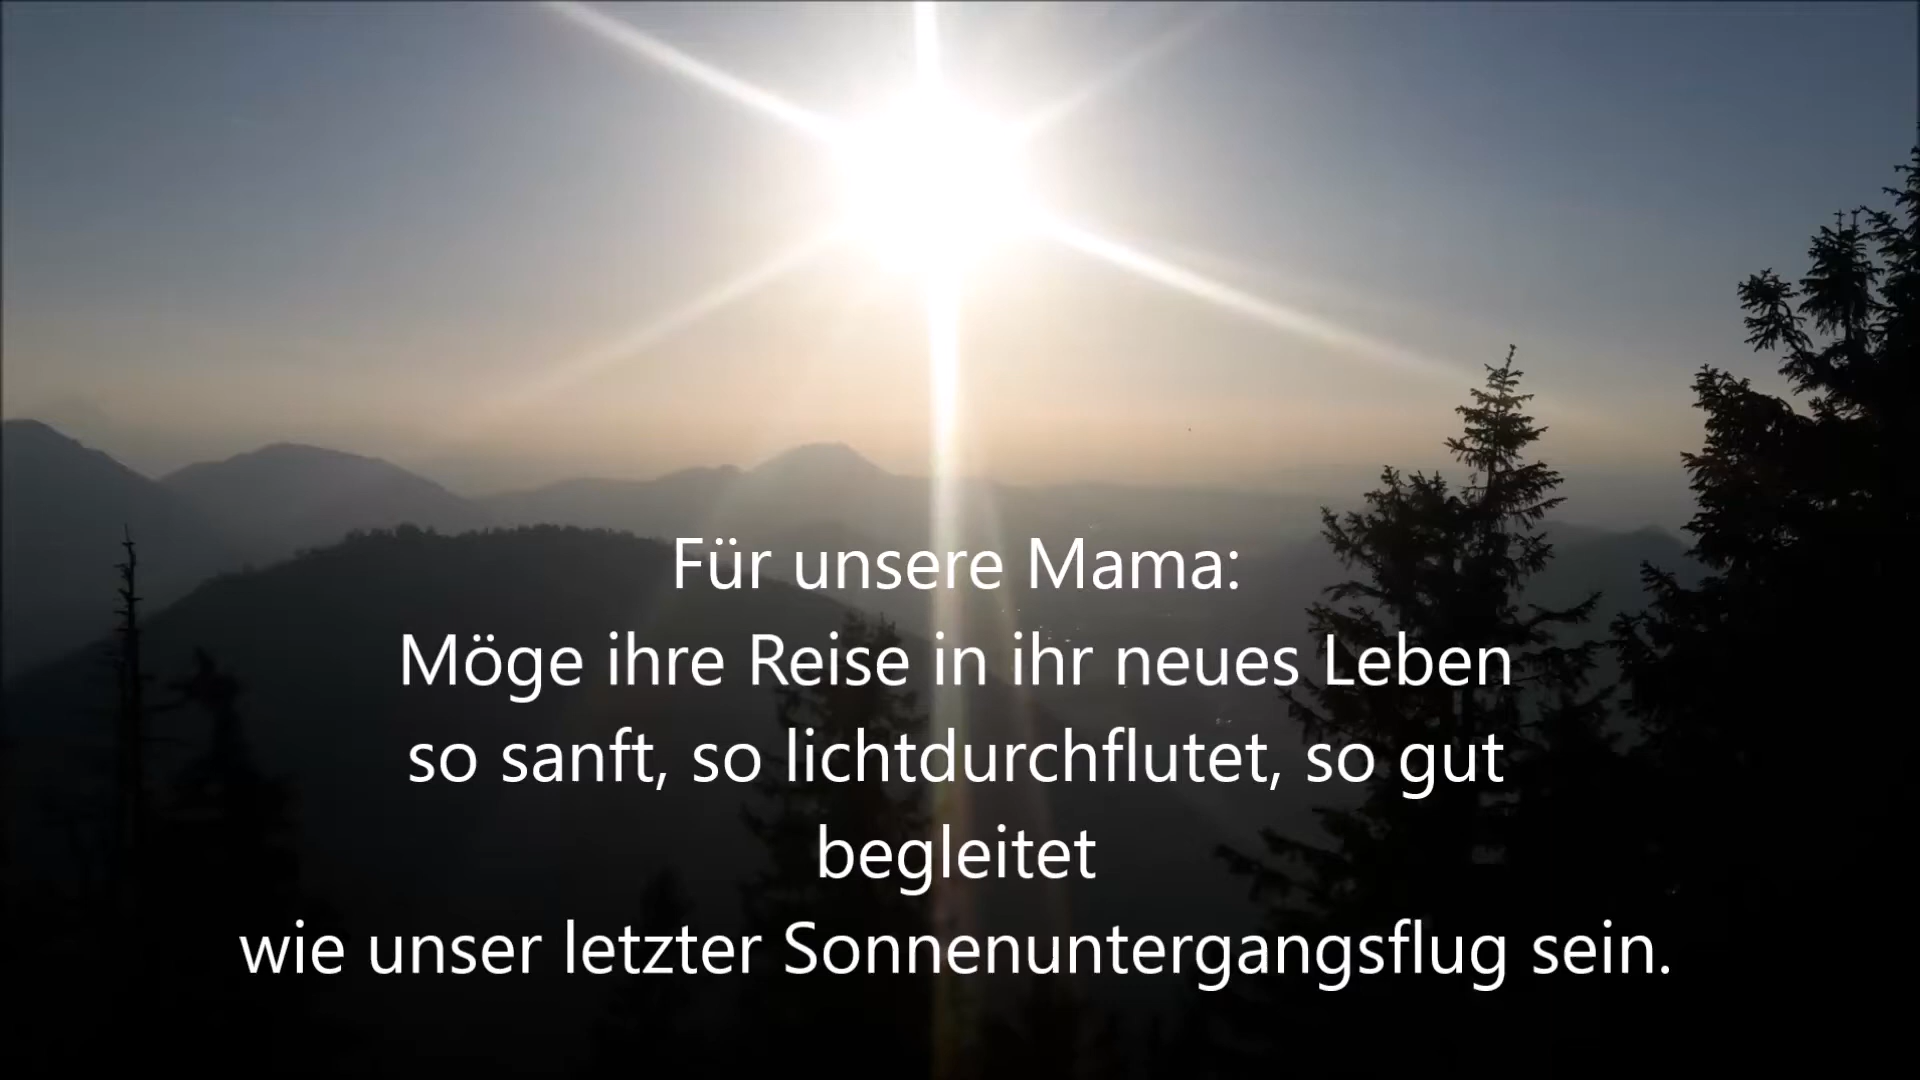 Für unsere Mama:
Möge ihre Reise in ihr neues Leben
so sanft, so lichtdurchflutet, so gut
begleitet
wie unser letzter Sonnenuntergangsflug sein.